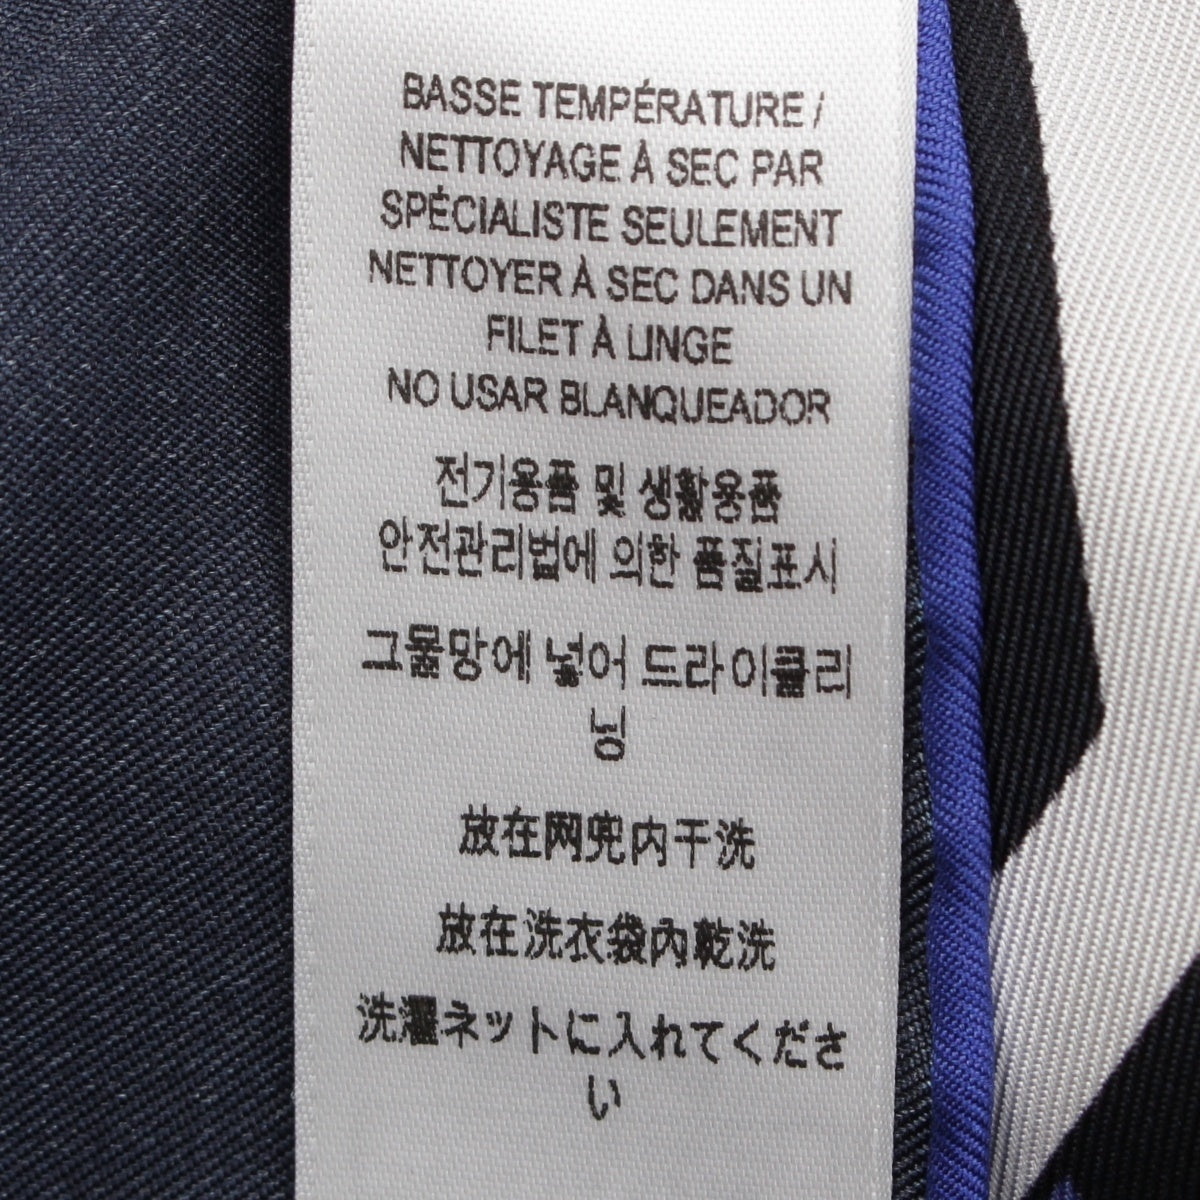 BASSE TEMPÉRATURE /
NETTOYAGE À SEC PAR
SPÉCIALISTE SEULEMENT
NETTOYER À SEC DANS UN
FILET À LINGE
NO USAR BLANQUEADOR
전기용품 및 생활용품
안전관리법에 의한 품질표시
그물망에 넣어 드라이클리
닝
放在网兜内干洗
放在洗衣袋內乾洗
洗濯ネットに入れてくださ
い